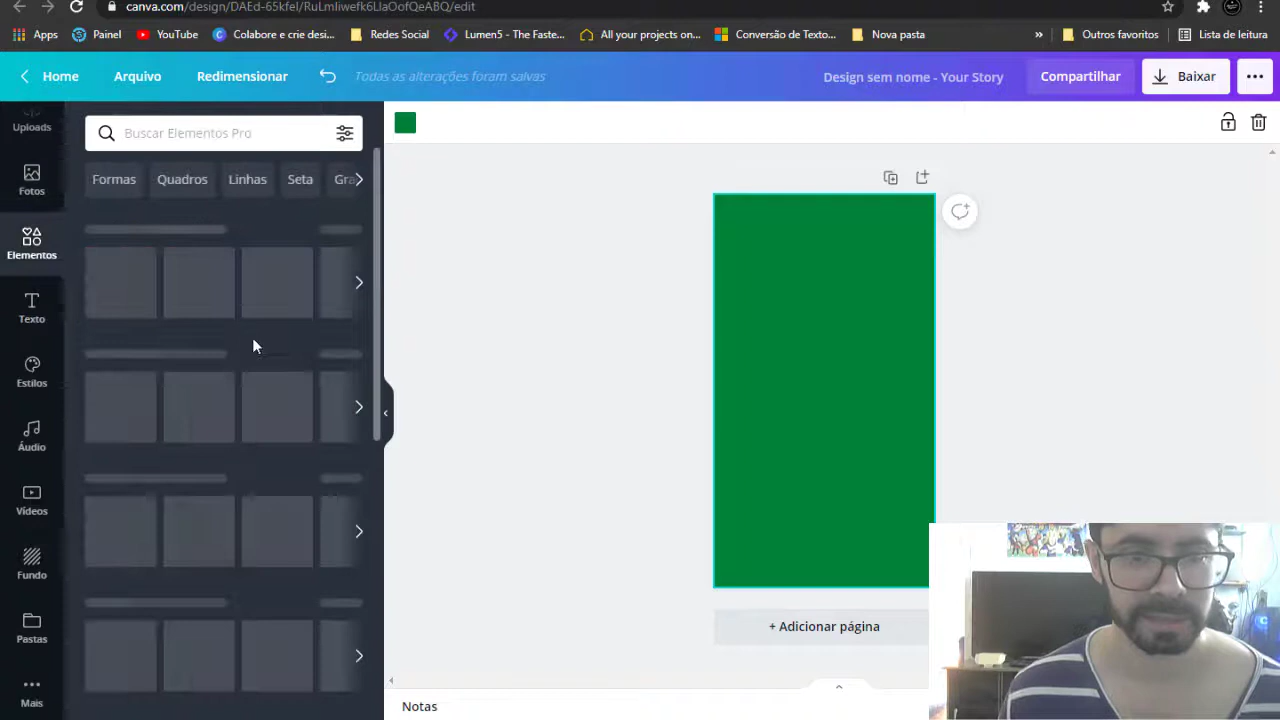 canva.com/design/DAEd-65kfeI/RuLmIiwefk6LJaOofQeABQ/edit
Apps
Painel
YouTube
Colabore e crie desi...
Redes Social
Lumen5 - The Faste...
All your projects on...
Conversão de Texto...
Nova pasta
»
Outros favoritos
Lista de leitura
Home
Arquivo
Redimensionar
Todas as alterações foram salvas
Design sem nome - Your Story
Compartilhar
Baixar
Uploads
Fotos
Elementos
Texto
Estilos
Áudio
Vídeos
Fundo
Pastas
Mais
Buscar Elementos Pro
Formas
Quadros
Linhas
Seta
Gra
+ Adicionar página
Notas